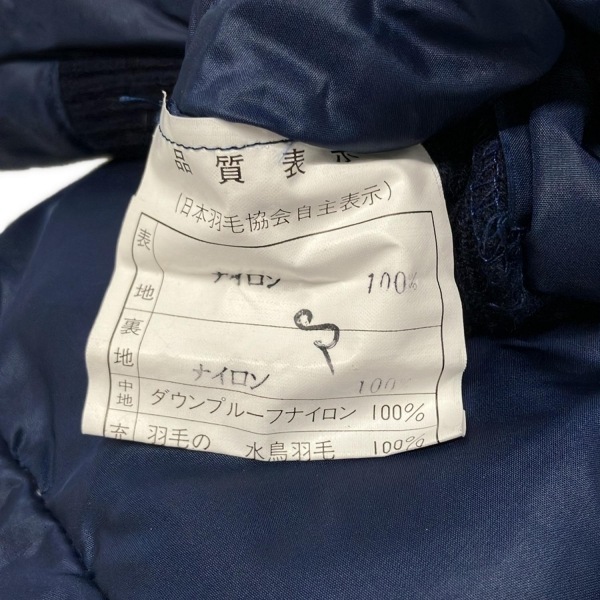 品質表示
(日本羽毛協会自主表示)
表地 ナイロン 100%
裏地 ナイロン 100%
中地 ダウンプルーフナイロン 100%
充 羽毛の 水鳥羽毛 100%